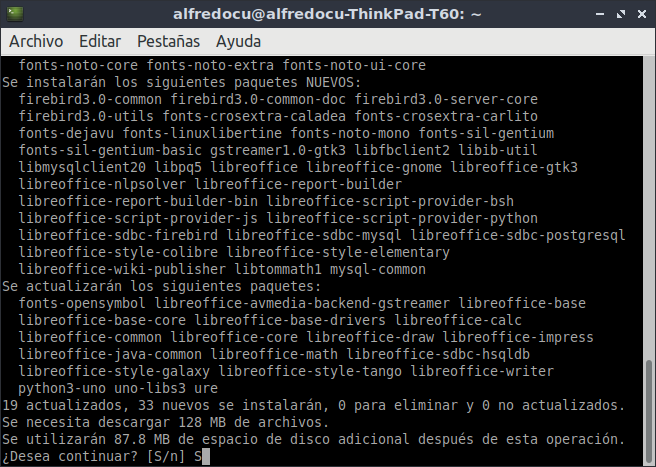 alfredocu@alfredocu-ThinkPad-T60: ~
Archivo Editar Pestañas Ayuda
fonts-noto-core fonts-noto-extra fonts-noto-ui-core
Se instalarán los siguientes paquetes NUEVOS:
firebird3.0-common firebird3.0-common-doc firebird3.0-server-core
firebird3.0-utils fonts-crosextra-caladea fonts-crosextra-carlito
fonts-dejavu fonts-linuxlibertine fonts-noto-mono fonts-sil-gentium
fonts-sil-gentium-basic gstreamer1.0-gtk3 libfbclient2 libib-util
libmysqlclient20 libpq5 libreoffice libreoffice-gnome libreoffice-gtk3
libreoffice-nlpsolver libreoffice-report-builder
libreoffice-report-builder-bin libreoffice-script-provider-bsh
libreoffice-script-provider-js libreoffice-script-provider-python
libreoffice-sdbc-firebird libreoffice-sdbc-mysql libreoffice-sdbc-postgresql
libreoffice-style-colibre libreoffice-style-elementary
libreoffice-wiki-publisher libtommath1 mysql-common
Se actualizarán los siguientes paquetes:
fonts-opensymbol libreoffice-avmedia-backend-gstreamer libreoffice-base
libreoffice-base-core libreoffice-base-drivers libreoffice-calc
libreoffice-common libreoffice-core libreoffice-draw libreoffice-impress
libreoffice-java-common libreoffice-math libreoffice-sdbc-hsqldb
libreoffice-style-galaxy libreoffice-style-tango libreoffice-writer
python3-uno uno-libs3 ure
19 actualizados, 33 nuevos se instalarán, 0 para eliminar y 0 no actualizados.
Se necesita descargar 128 MB de archivos.
Se utilizarán 87.8 MB de espacio de disco adicional después de esta operación.
¿Desea continuar? [S/n] S